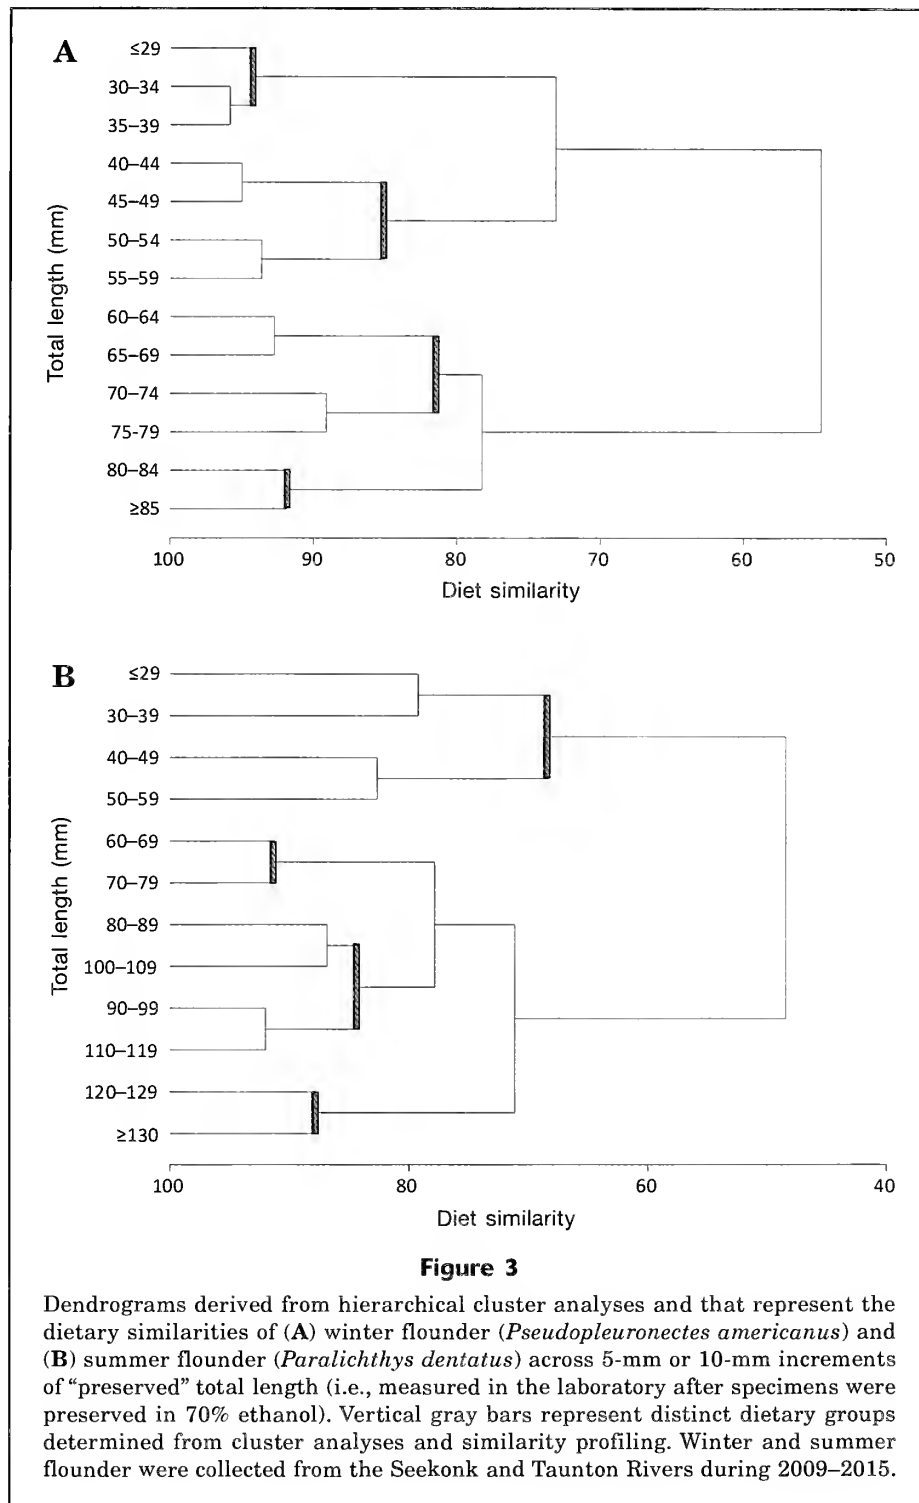 A
≤29
30–34
35–39
40–44
45–49
50–54
55–59
60–64
65–69
70–74
75-79
80–84
≥85
Total length (mm)
100 90 80 70 60 50
Diet similarity
B
≤29
30–39
40–49
50–59
60–69
70–79
80–89
100–109
90–99
110–119
120–129
≥130
Total length (mm)
100 80 60 40
Diet similarity
Figure 3
Dendrograms derived from hierarchical cluster analyses and that represent the
dietary similarities of (A) winter flounder (Pseudopleuronectes americanus) and
(B) summer flounder (Paralichthys dentatus) across 5-mm or 10-mm increments
of “preserved” total length (i.e., measured in the laboratory after specimens were
preserved in 70% ethanol). Vertical gray bars represent distinct dietary groups
determined from cluster analyses and similarity profiling. Winter and summer
flounder were collected from the Seekonk and Taunton Rivers during 2009–2015.